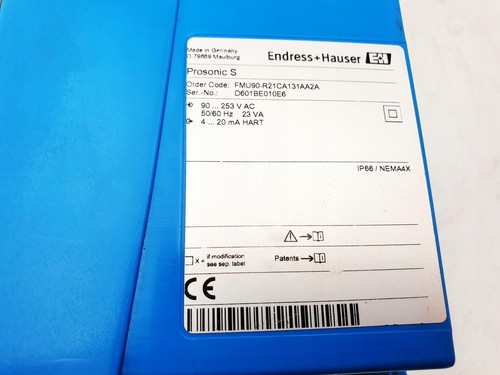 Made in Germany
D-79689 Maulburg
Endress+Hauser
EH
Prosonic S
Order Code: FMU90-R21CA131AA2A
Ser.-No.: D601BE010E6
90 ... 253 V AC
50/60 Hz 23 VA
4 ... 20 mA HART
IP66 / NEMA4X
X = if modification
see sep. label
Patents
CE